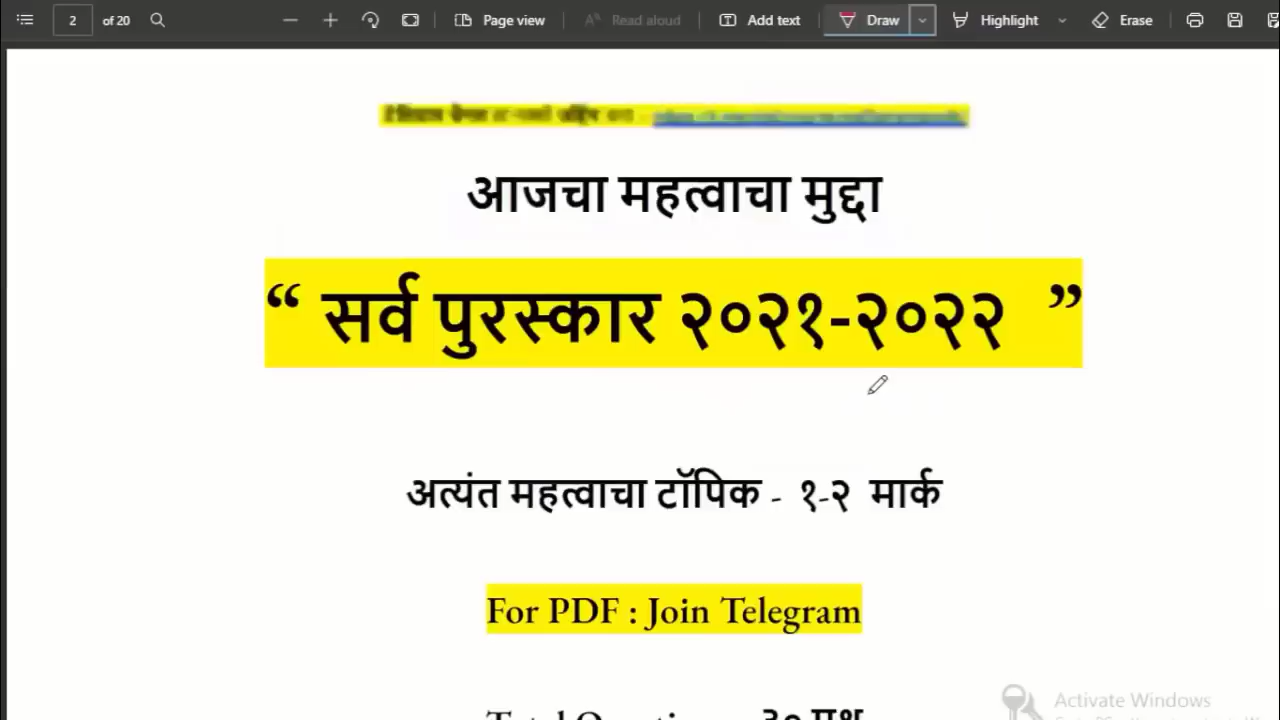 2 of 20 Page view Read aloud Add text Draw Highlight Erase
आजचा महत्वाचा मुद्दा
“ सर्व पुरस्कार २०२१-२०२२ ”
अत्यंत महत्वाचा टॉपिक - १-२ मार्क
For PDF : Join Telegram
Activate Windows